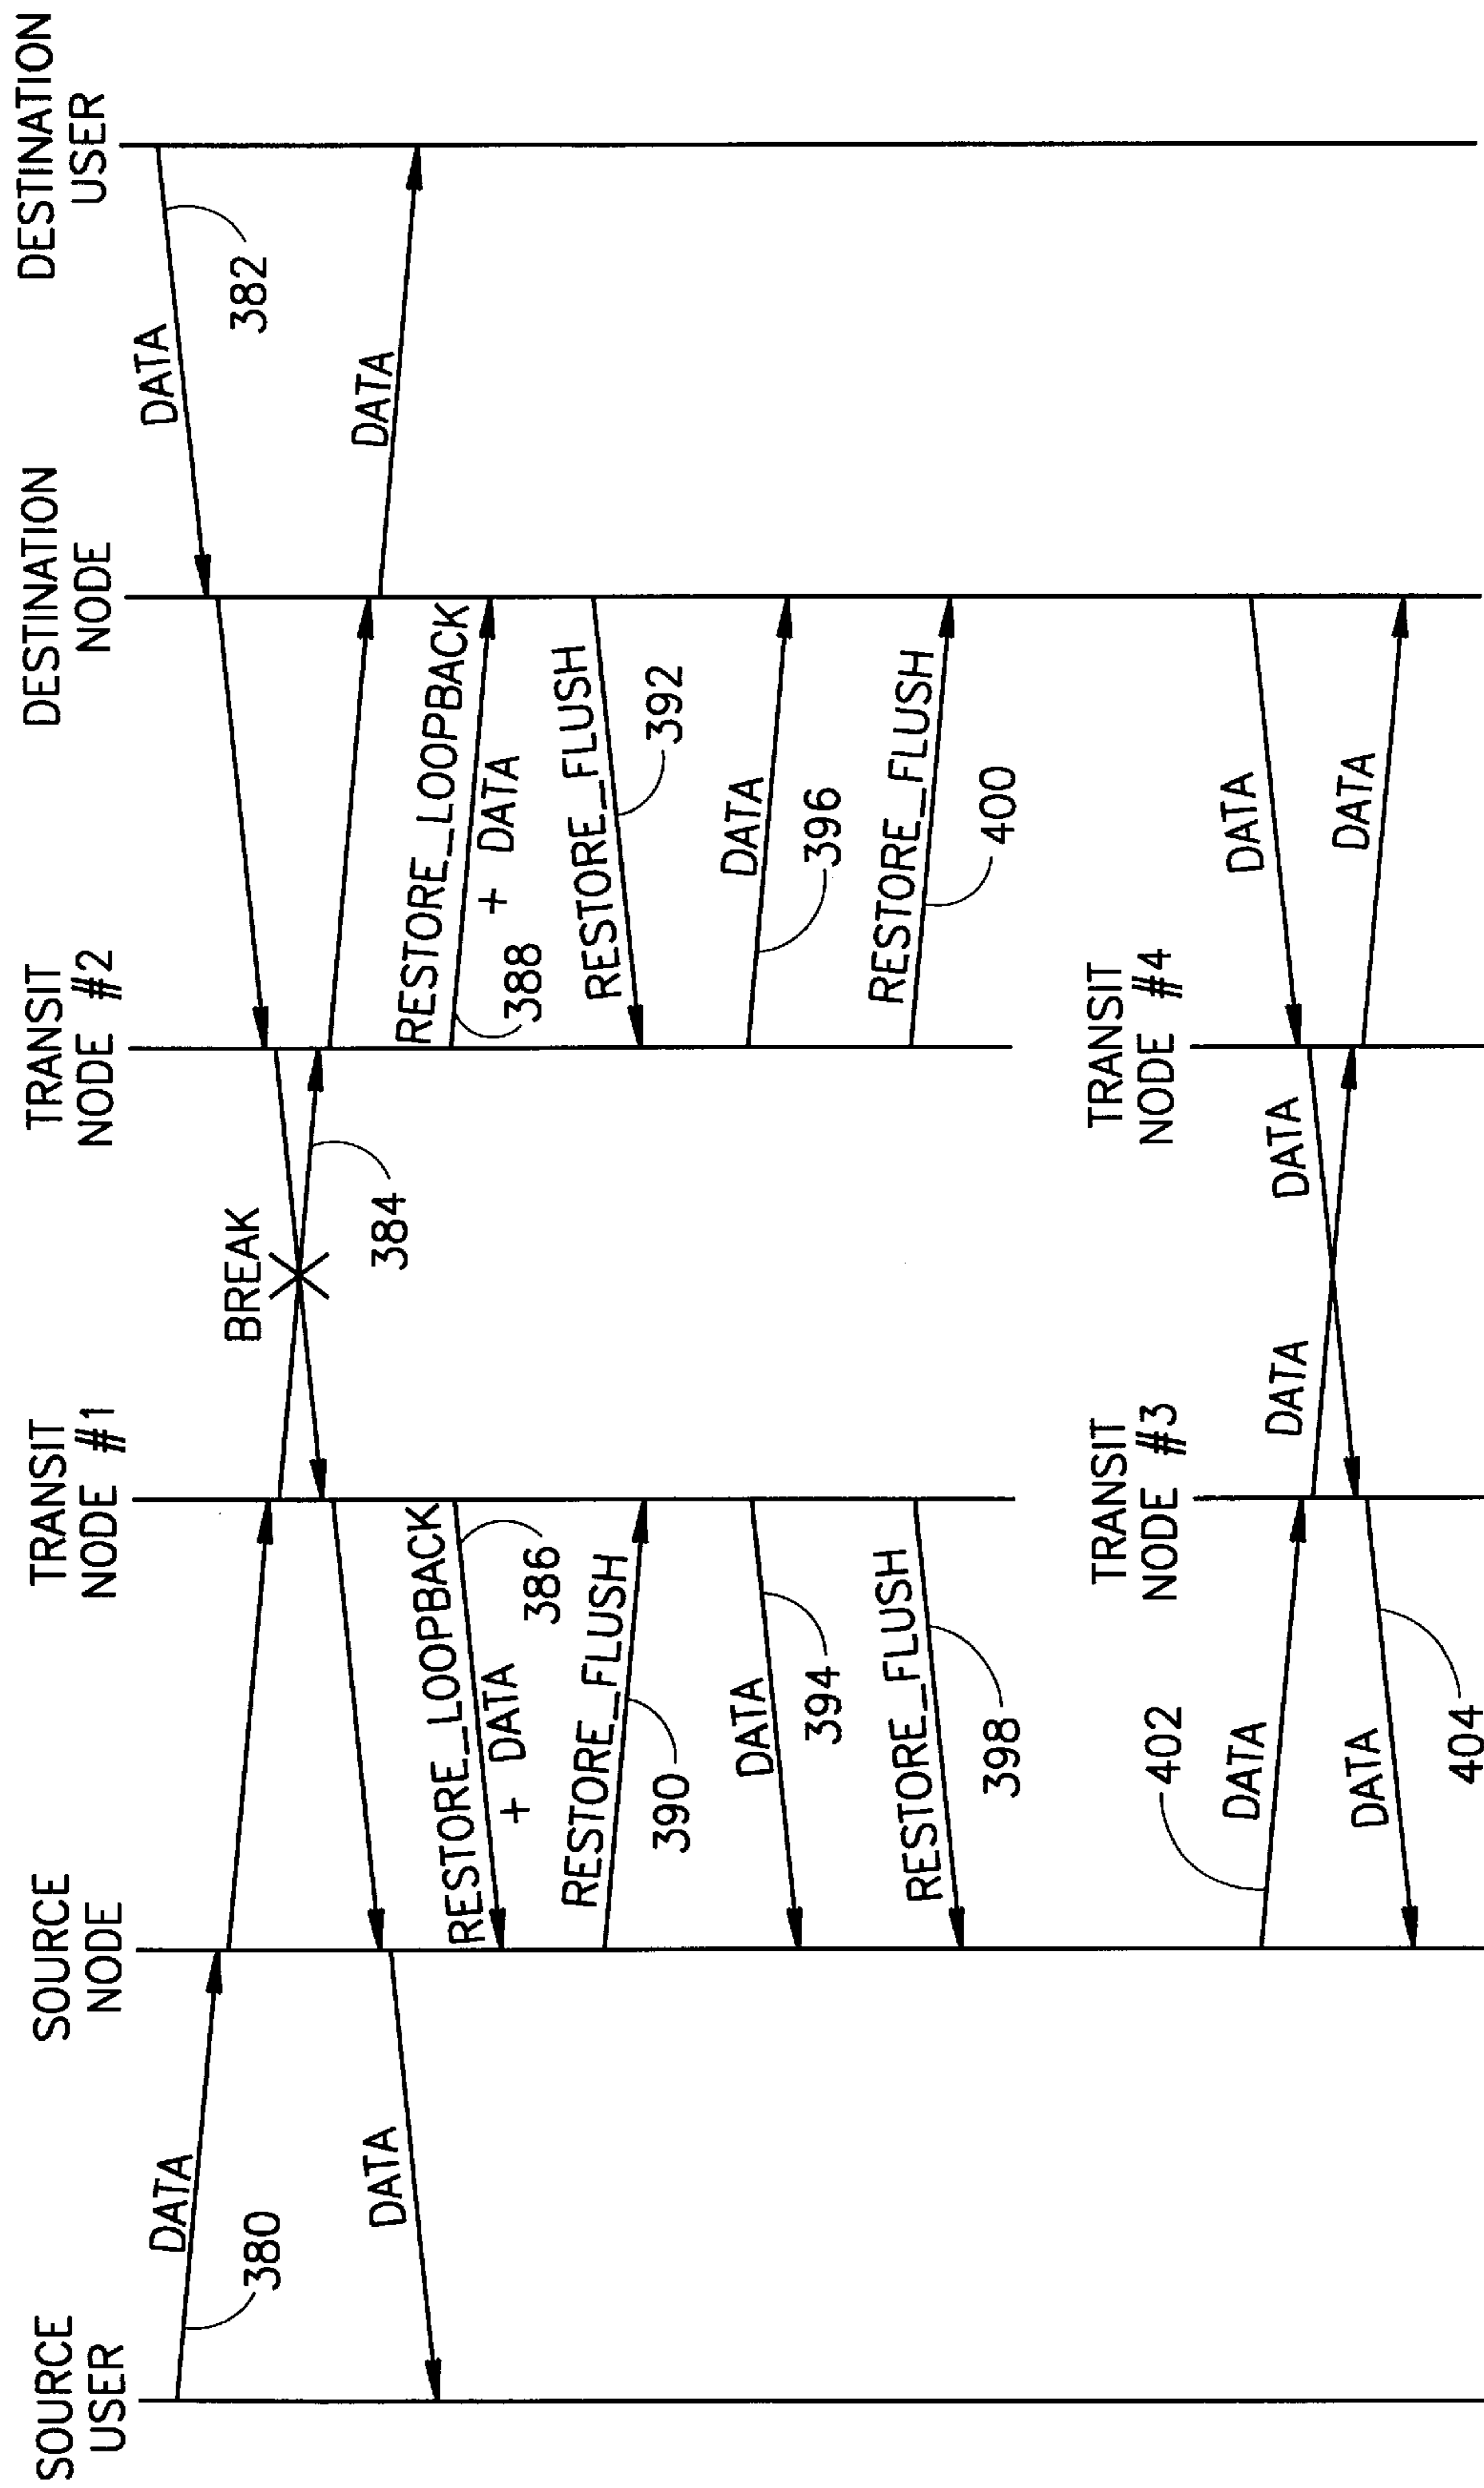 SOURCE
USER
SOURCE
NODE
TRANSIT
NODE #1
TRANSIT
NODE #2
DESTINATION
NODE
DESTINATION
USER
DATA
380
DATA
382
BREAK
384
DATA
DATA
RESTORE_LOOPBACK
+ DATA
386
RESTORE_LOOPBACK
+ DATA
388
RESTORE_FLUSH
390
RESTORE_FLUSH
392
DATA
394
DATA
396
RESTORE_FLUSH
398
RESTORE_FLUSH
400
TRANSIT
NODE #3
TRANSIT
NODE #4
402
DATA
DATA
DATA
DATA
DATA
404
DATA